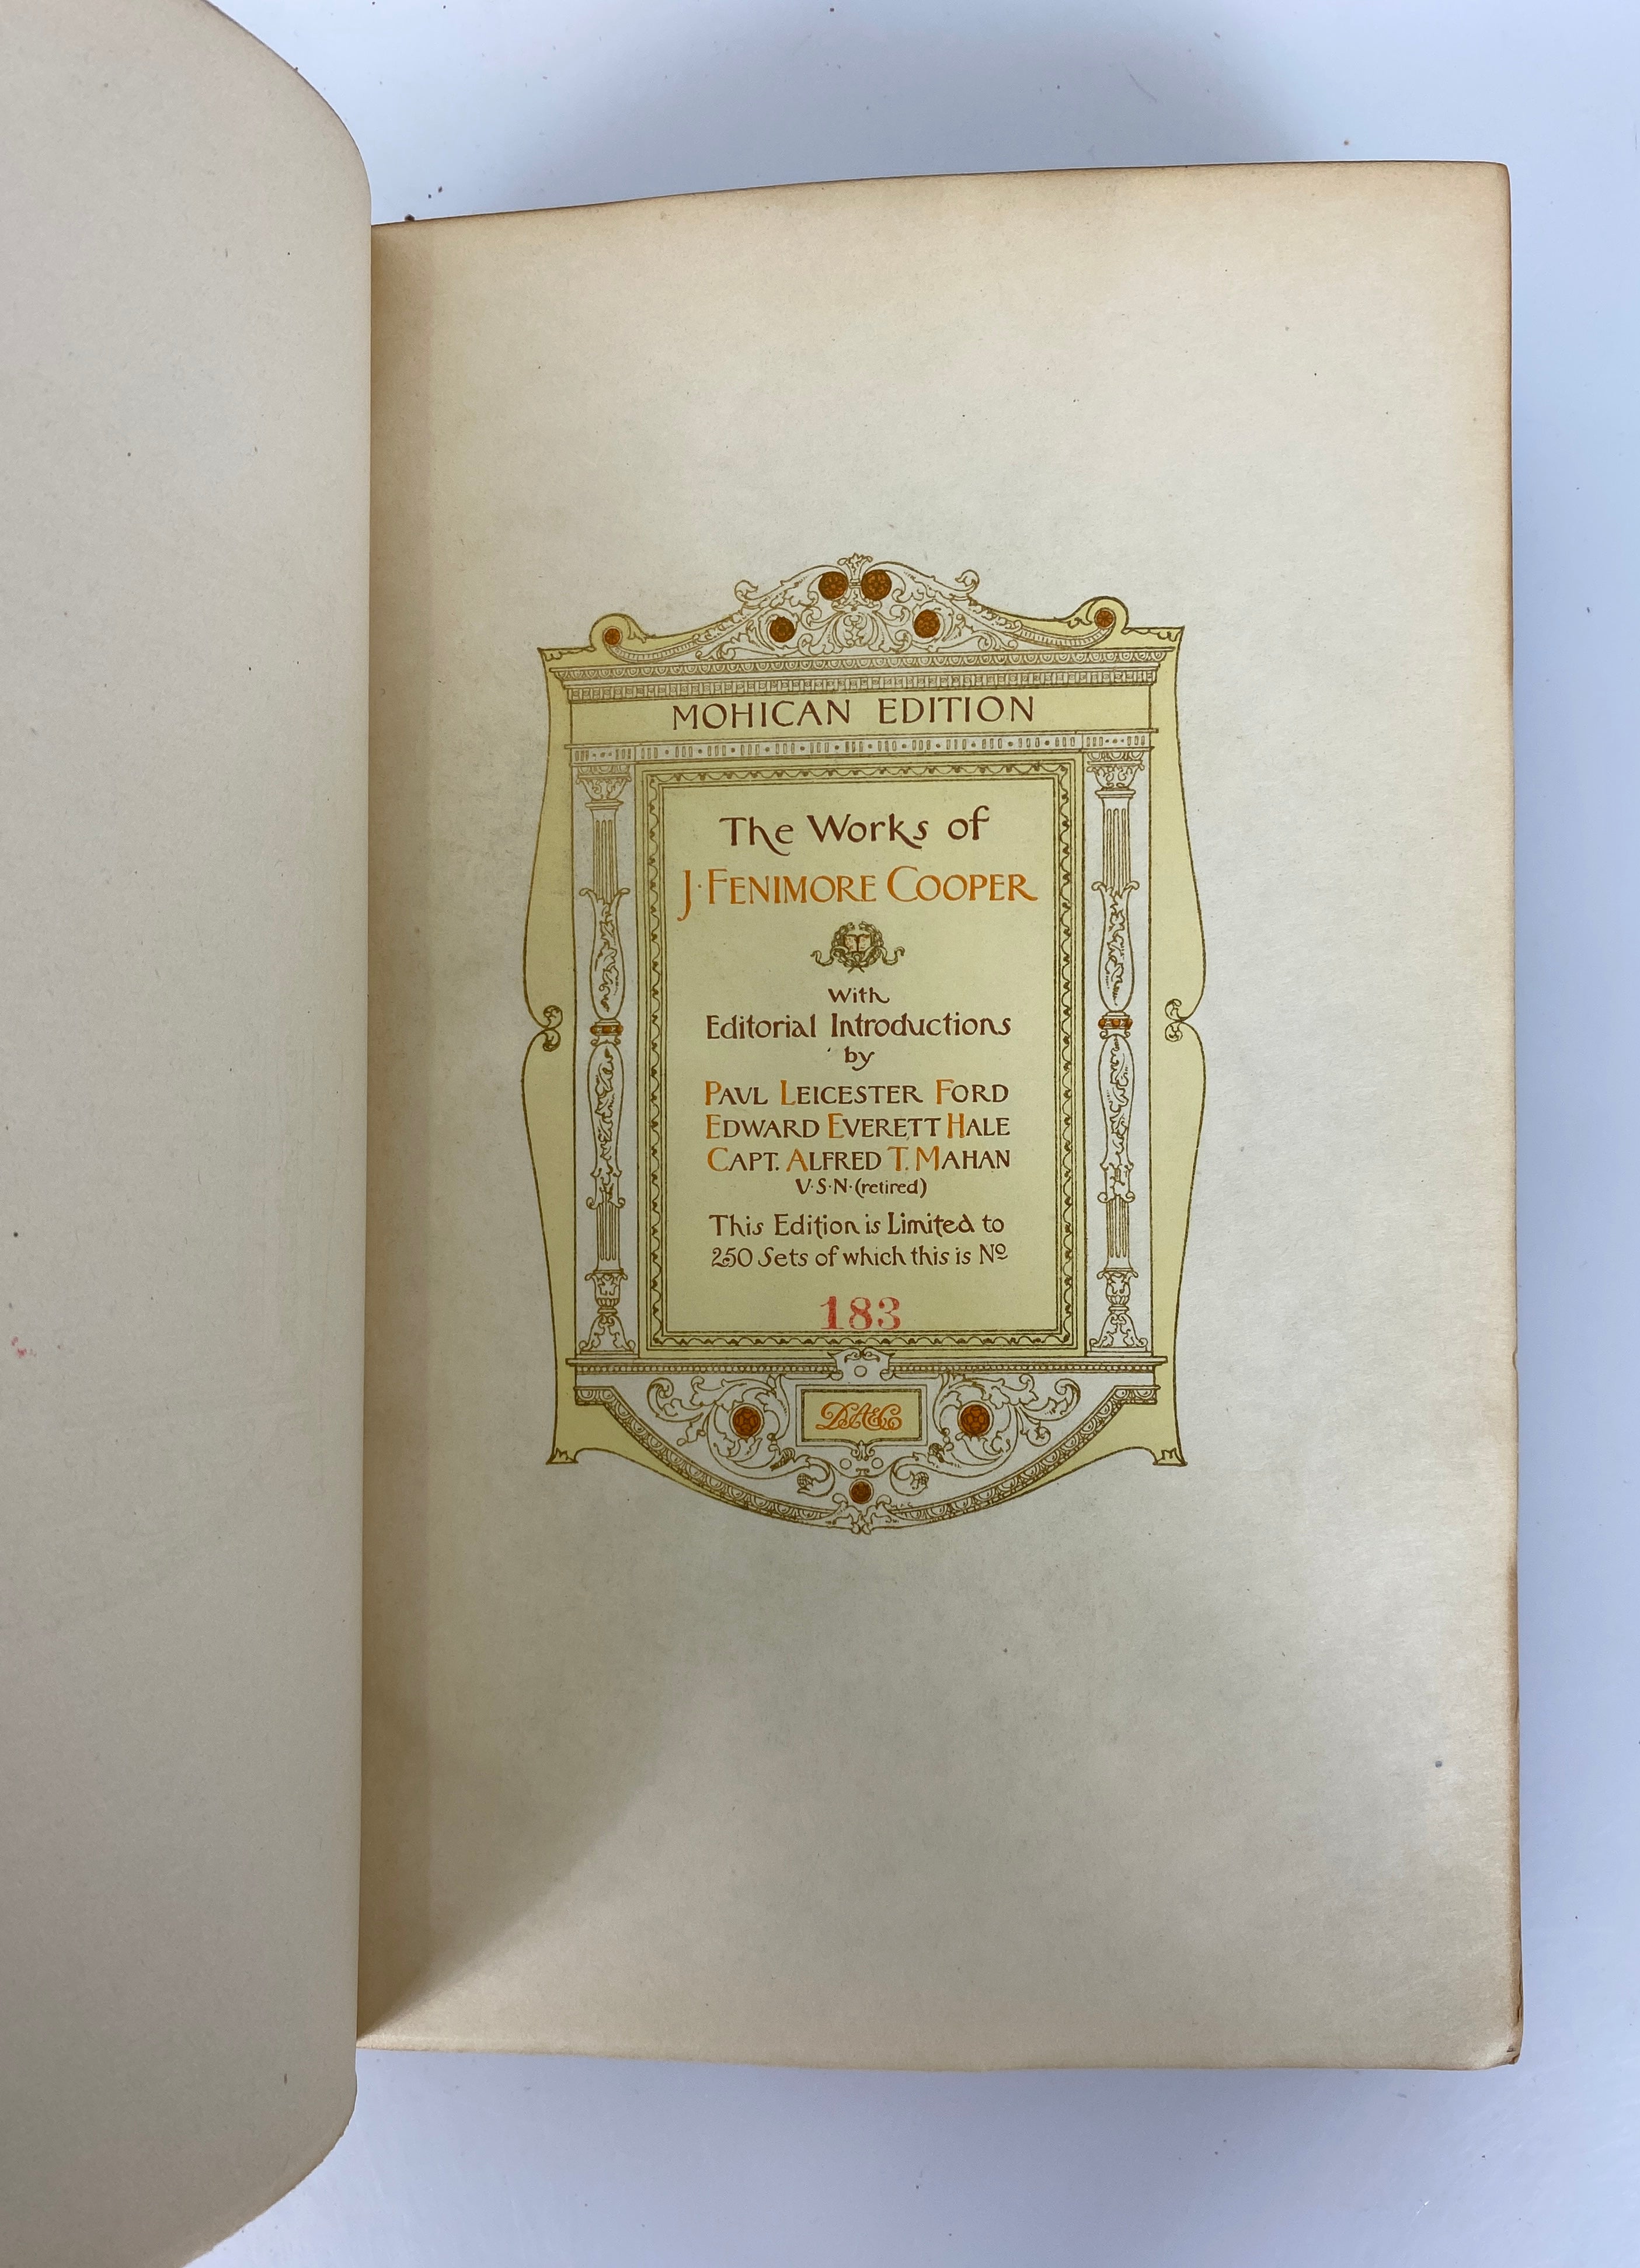 MOHICAN EDITION
The Works of
J. FENIMORE COOPER
With
Editorial Introductions
by
PAVL LEICESTER FORD
EDWARD EVERETT HALE
CAPT. ALFRED T. MAHAN
V·S·N·(retired)
This Edition is Limited to
250 Sets of which this is Nº
183
DA&C